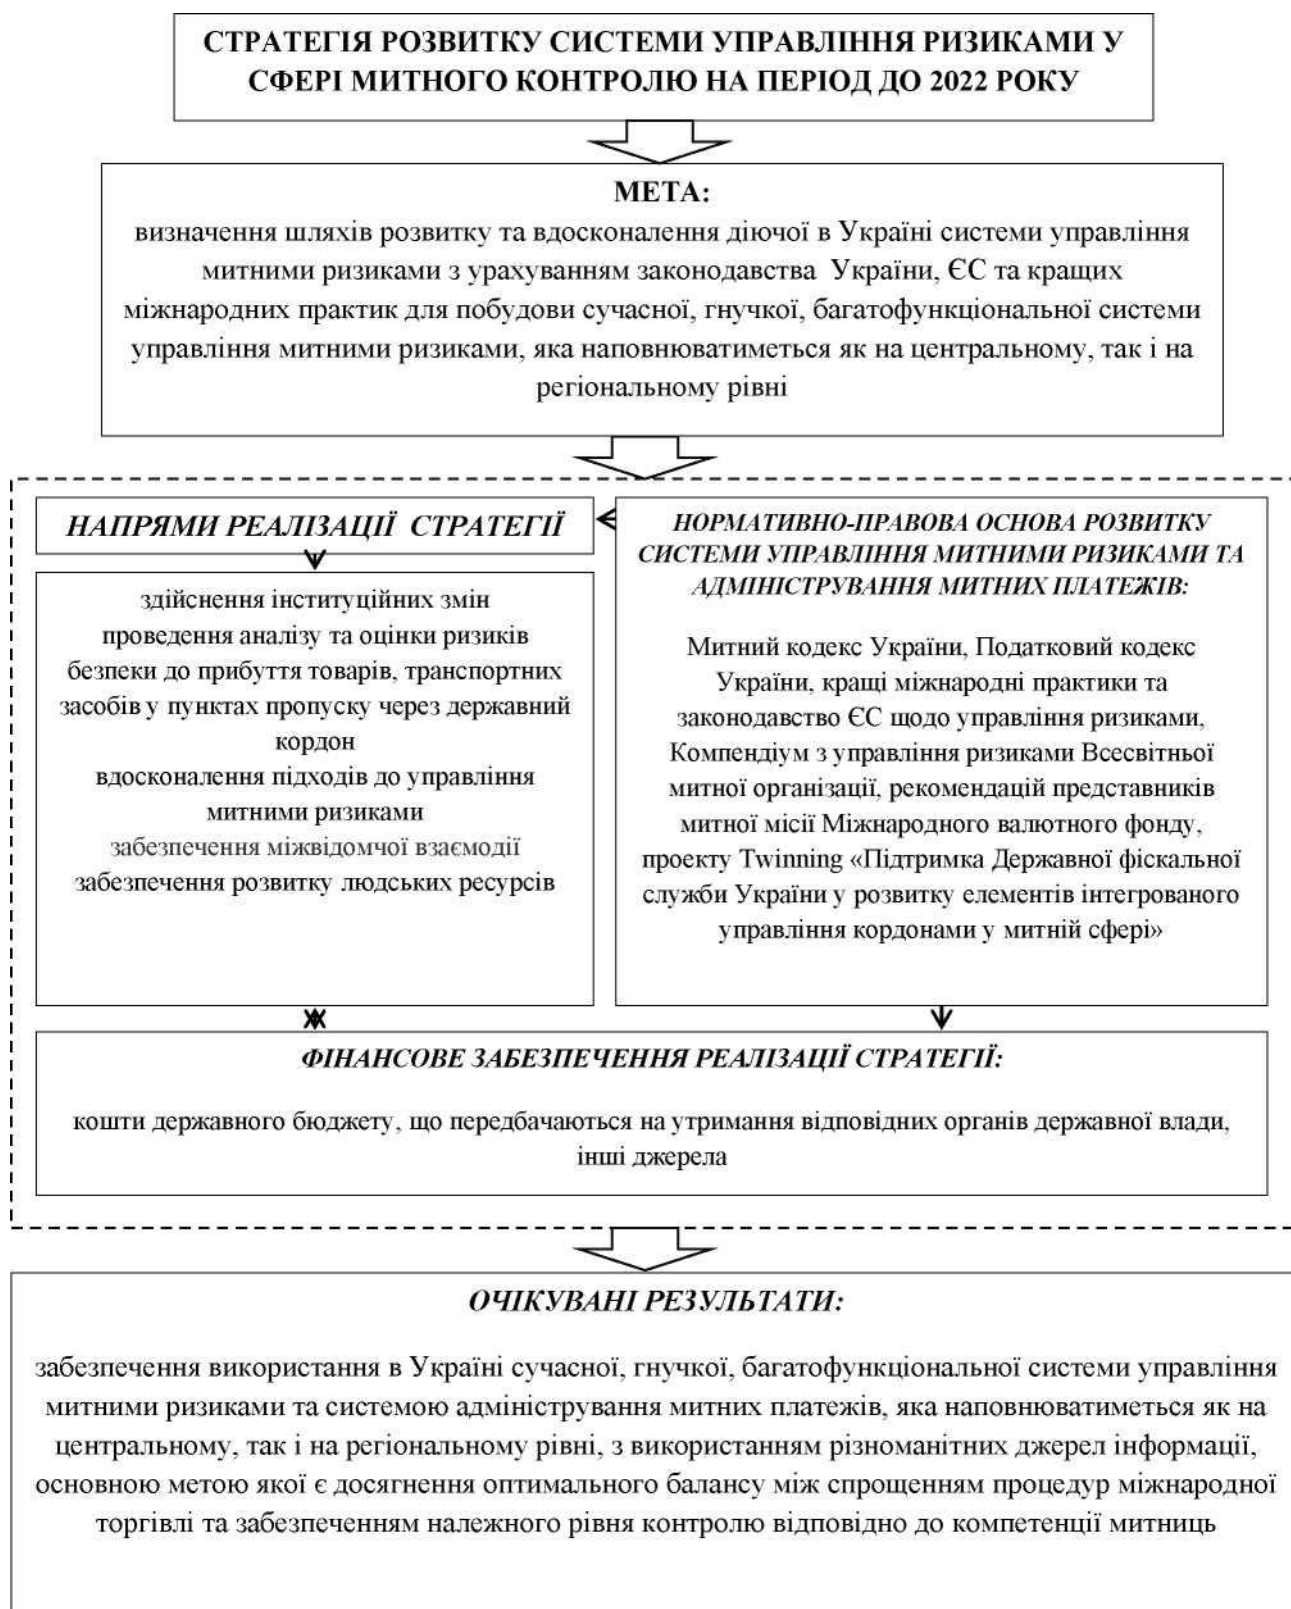 СТРАТЕГІЯ РОЗВИТКУ СИСТЕМИ УПРАВЛІННЯ РИЗИКАМИ У
СФЕРІ МИТНОГО КОНТРОЛЮ НА ПЕРІОД ДО 2022 РОКУ
МЕТА:
визначення шляхів розвитку та вдосконалення діючої в Україні системи управління
митними ризиками з урахуванням законодавства України, ЄС та кращих
міжнародних практик для побудови сучасної, гнучкої, багатофункціональної системи
управління митними ризиками, яка наповнюватиметься як на центральному, так і на
регіональному рівні
НАПРЯМИ РЕАЛІЗАЦІЇ СТРАТЕГІЇ
здійснення інституційних змін
проведення аналізу та оцінки ризиків
безпеки до прибуття товарів, транспортних
засобів у пунктах пропуску через державний
кордон
вдосконалення підходів до управління
митними ризиками
забезпечення міжвідомчої взаємодії
забезпечення розвитку людських ресурсів
НОРМАТИВНО-ПРАВОВА ОСНОВА РОЗВИТКУ
СИСТЕМИ УПРАВЛІННЯ МИТНИМИ РИЗИКАМИ ТА
АДМІНІСТРУВАННЯ МИТНИХ ПЛАТЕЖІВ:
Митний кодекс України, Податковий кодекс
України, кращі міжнародні практики та
законодавство ЄС щодо управління ризиками,
Компендіум з управління ризиками Всесвітньої
митної організації, рекомендацій представників
митної місії Міжнародного валютного фонду,
проекту Twinning «Підтримка Державної фіскальної
служби України у розвитку елементів інтегрованого
управління кордонами у митній сфері»
ФІНАНСОВЕ ЗАБЕЗПЕЧЕННЯ РЕАЛІЗАЦІЇ СТРАТЕГІЇ:
кошти державного бюджету, що передбачаються на утримання відповідних органів державної влади,
інші джерела
ОЧІКУВАНІ РЕЗУЛЬТАТИ:
забезпечення використання в Україні сучасної, гнучкої, багатофункціональної системи управління
митними ризиками та системою адміністрування митних платежів, яка наповнюватиметься як на
центральному, так і на регіональному рівні, з використанням різноманітних джерел інформації,
основною метою якої є досягнення оптимального балансу між спрощенням процедур міжнародної
торгівлі та забезпеченням належного рівня контролю відповідно до компетенції митниць